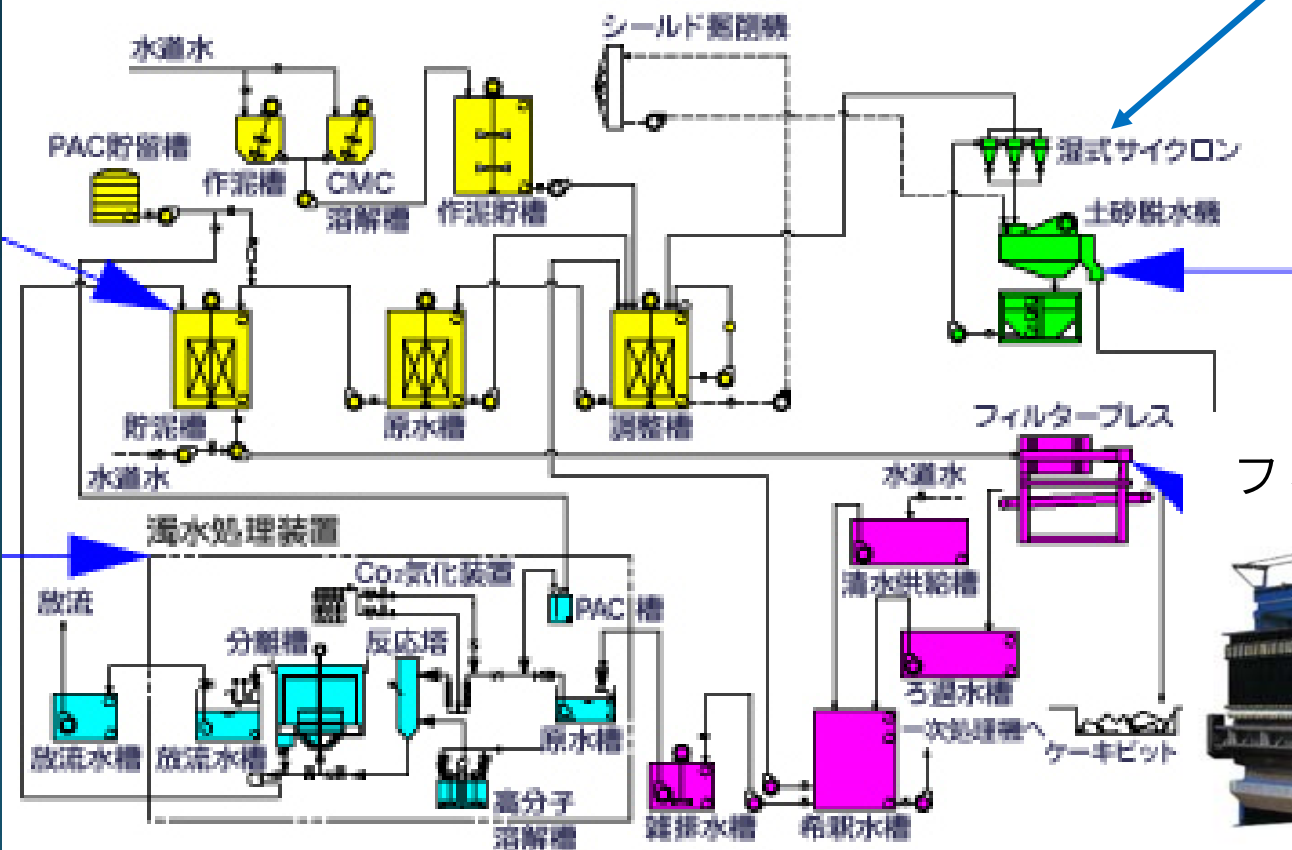 シールド掘削機
水道水
PAC貯留槽
作泥槽
CMC
溶解槽
作泥貯槽
湿式サイクロン
土砂脱水機
貯泥槽
原水槽
調整槽
フィルタープレス
水道水
水道水
フ
濁水処理装置
清水供給槽
Co₂気化装置
放流
PAC槽
分離槽
反応塔
ろ過水槽
原水槽
一次処理機へ
ケーキピット
放流水槽
放流水槽
高分子
溶解槽
雑排水槽
希釈水槽